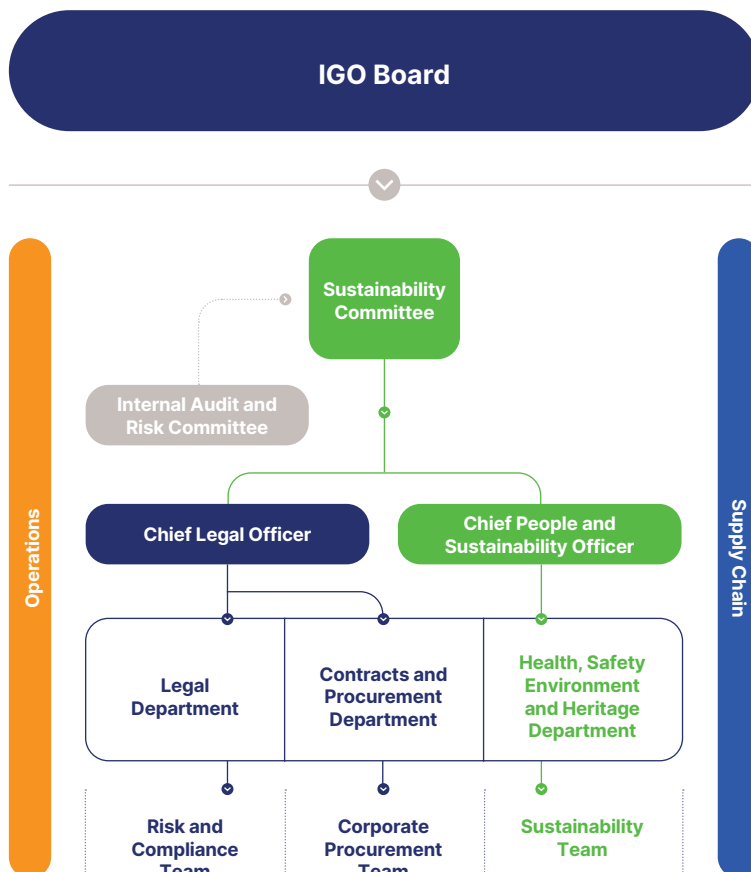 IGO Board
Sustainability
Committee
Internal Audit and
Risk Committee
Operations
Supply Chain
Chief Legal Officer
Chief People and
Sustainability Officer
Legal
Department
Contracts and
Procurement
Department
Health, Safety
Environment
and Heritage
Department
Risk and
Compliance
Team
Corporate
Procurement
Team
Sustainability
Team